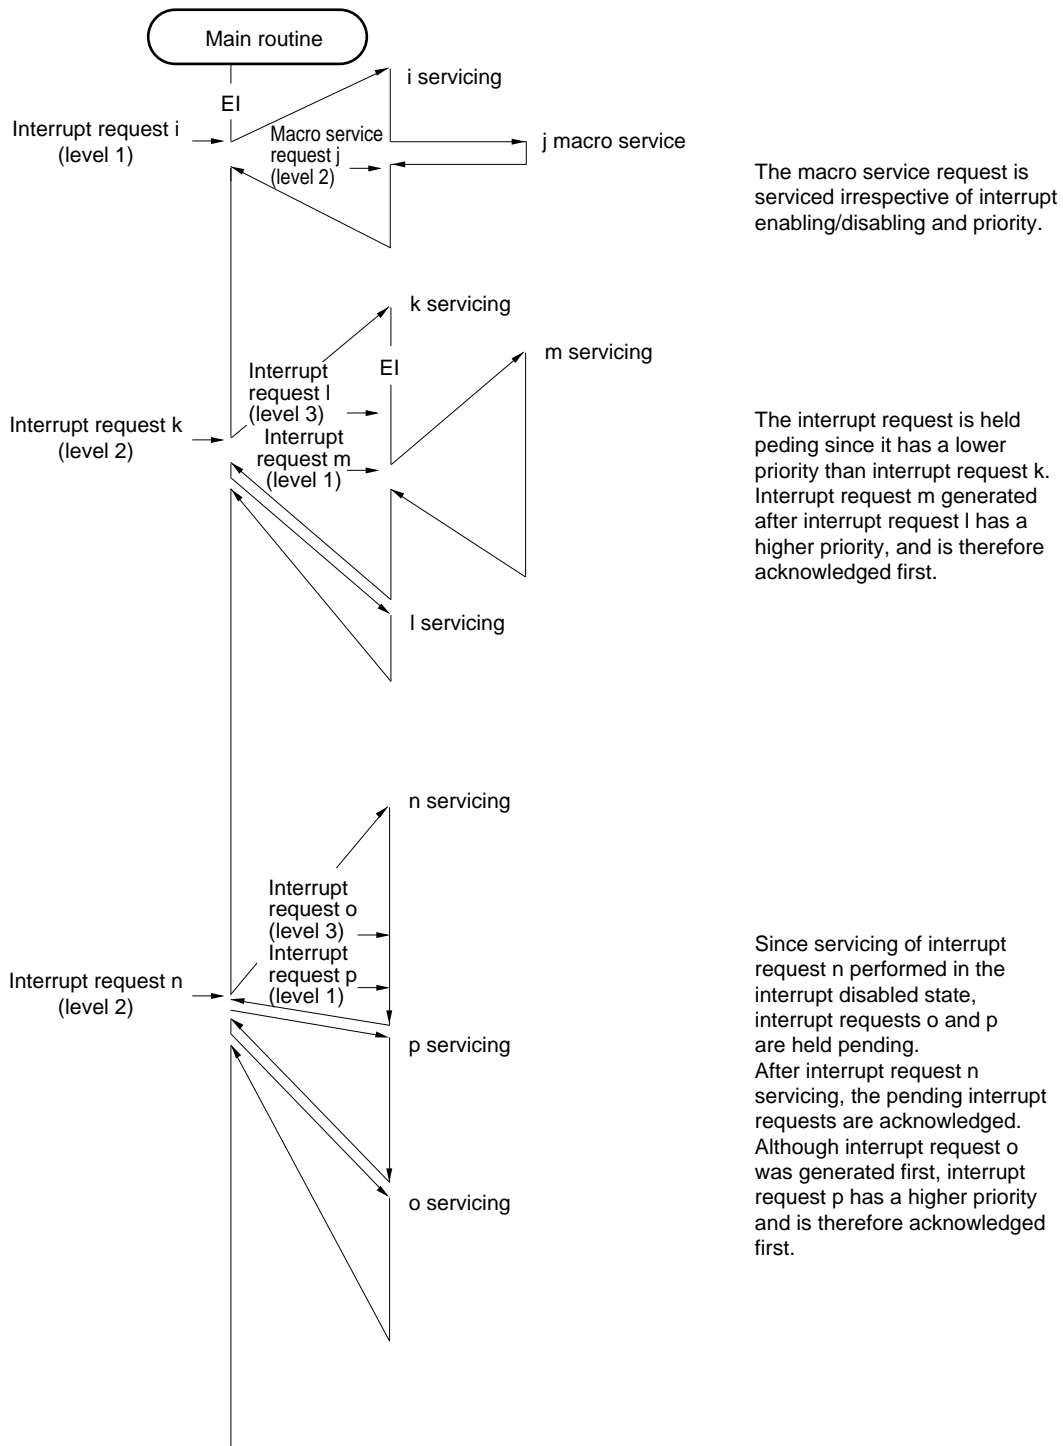 Main routine
EI
i servicing
Interrupt request i
(level 1)
Macro service
request j
(level 2)
j macro service
The macro service request is
serviced irrespective of interrupt
enabling/disabling and priority.
k servicing
EI
m servicing
Interrupt
request l
(level 3)
Interrupt request k
(level 2)
Interrupt
request m
(level 1)
The interrupt request is held
peding since it has a lower
priority than interrupt request k.
Interrupt request m generated
after interrupt request l has a
higher priority, and is therefore
acknowledged first.
l servicing
n servicing
Interrupt
request o
(level 3)
Interrupt
request p
(level 1)
Interrupt request n
(level 2)
p servicing
o servicing
Since servicing of interrupt
request n performed in the
interrupt disabled state,
interrupt requests o and p
are held pending.
After interrupt request n
servicing, the pending interrupt
requests are acknowledged.
Although interrupt request o
was generated first, interrupt
request p has a higher priority
and is therefore acknowledged
first.